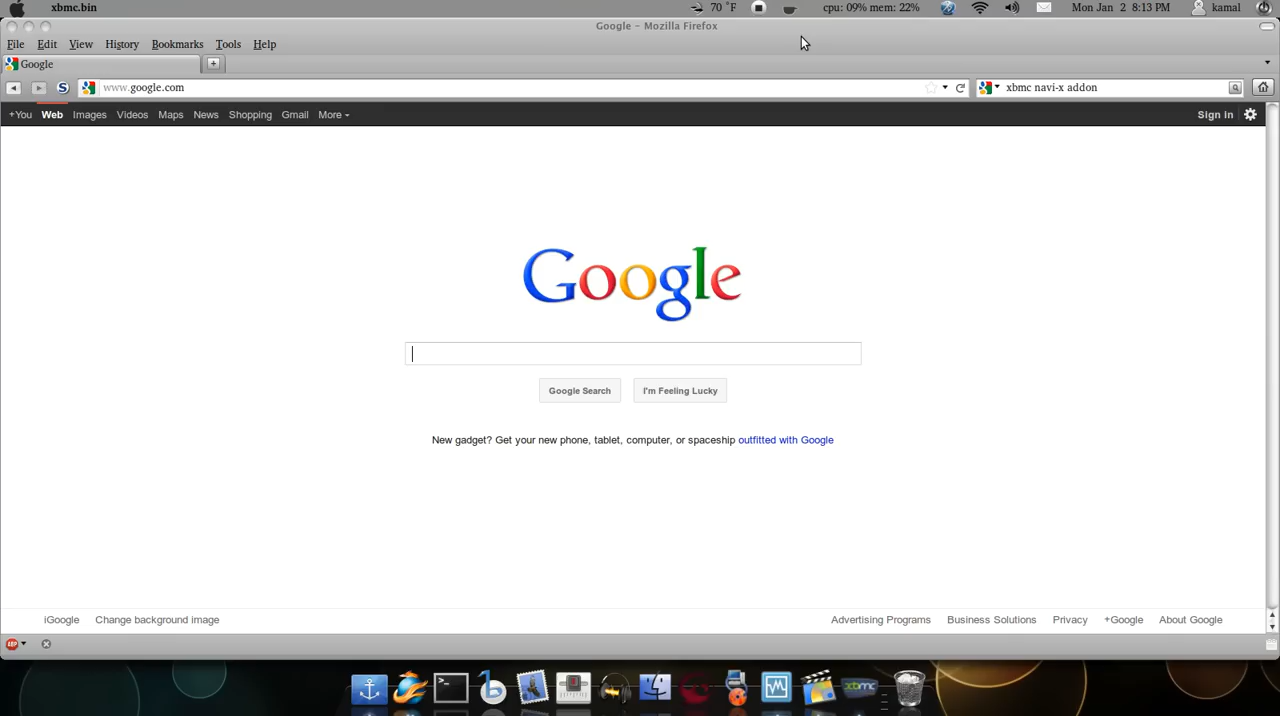 xbmc.bin 70 °F cpu: 09% mem: 22% Mon Jan 2 8:13 PM kamal
Google - Mozilla Firefox
File Edit View History Bookmarks Tools Help
Google
www.google.com xbmc navi-x addon
+You Web Images Videos Maps News Shopping Gmail More Sign in
Google
Google Search I'm Feeling Lucky
New gadget? Get your new phone, tablet, computer, or spaceship outfitted with Google
iGoogle Change background image Advertising Programs Business Solutions Privacy +Google About Google
ABP
xbmc